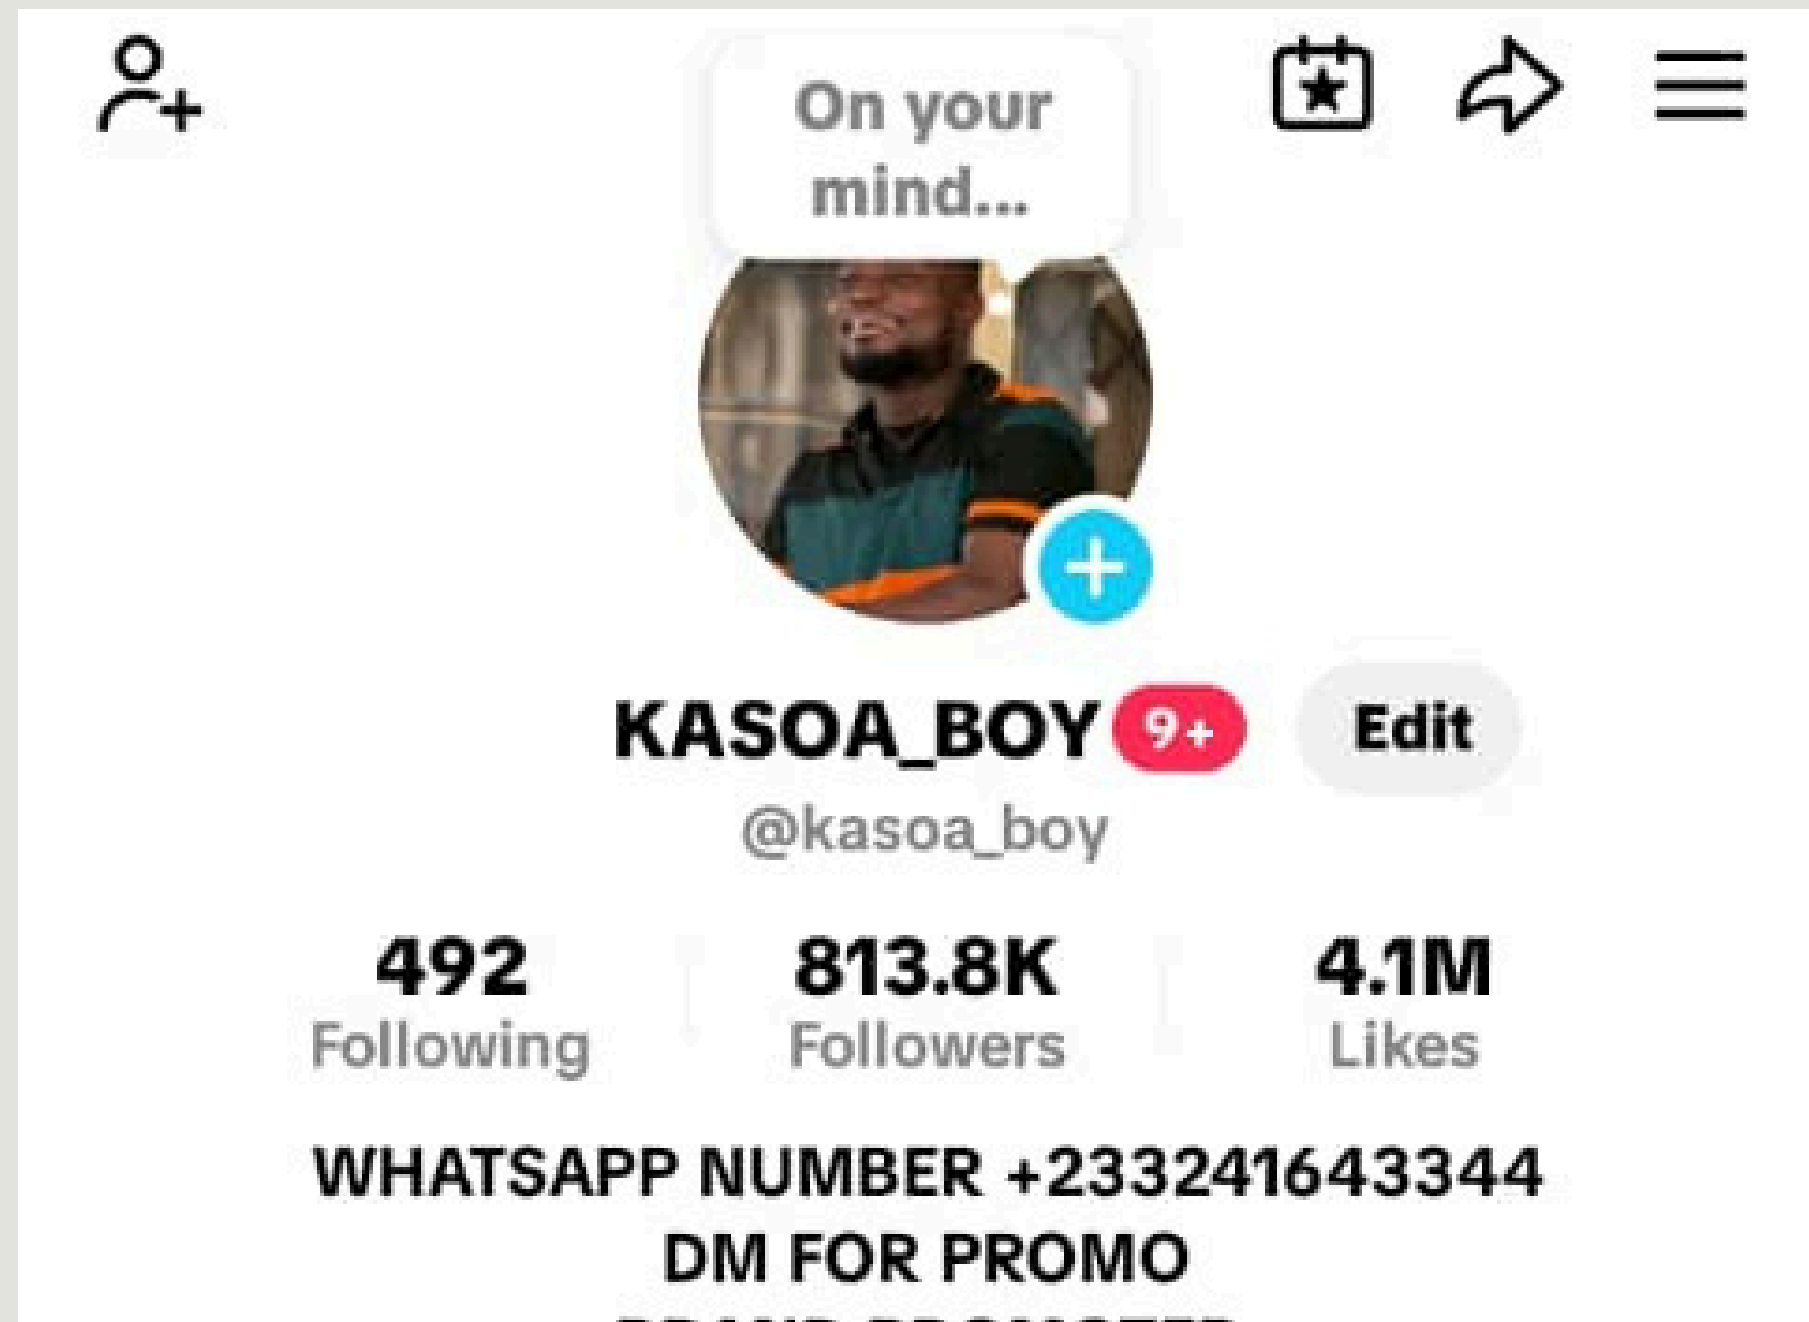 On your
mind...
KASOA_BOY 9+ Edit
@kasoa_boy
492 813.8K 4.1M
Following Followers Likes
WHATSAPP NUMBER +233241643344
DM FOR PROMO